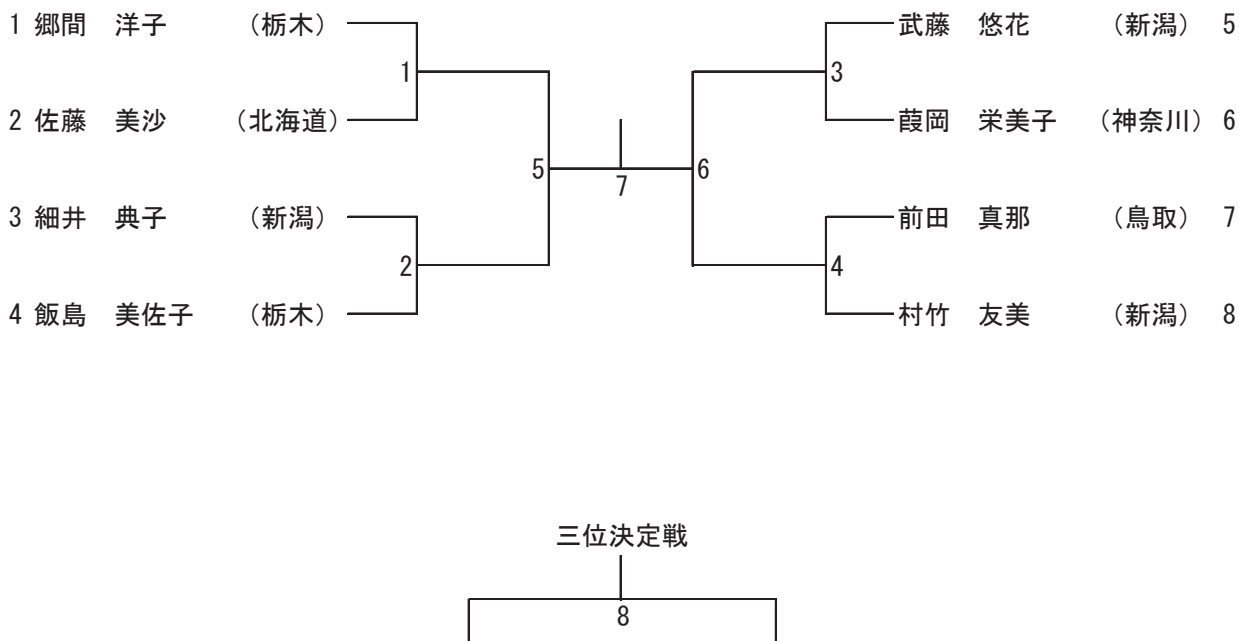 1 郷間　洋子　（栃木）　武藤　悠花　（新潟） 5
1　3
2 佐藤　美沙　（北海道）　葭岡　栄美子　（神奈川） 6
5　7　6
3 細井　典子　（新潟）　前田　真那　（鳥取） 7
2　4
4 飯島　美佐子　（栃木）　村竹　友美　（新潟） 8
三位決定戦
8